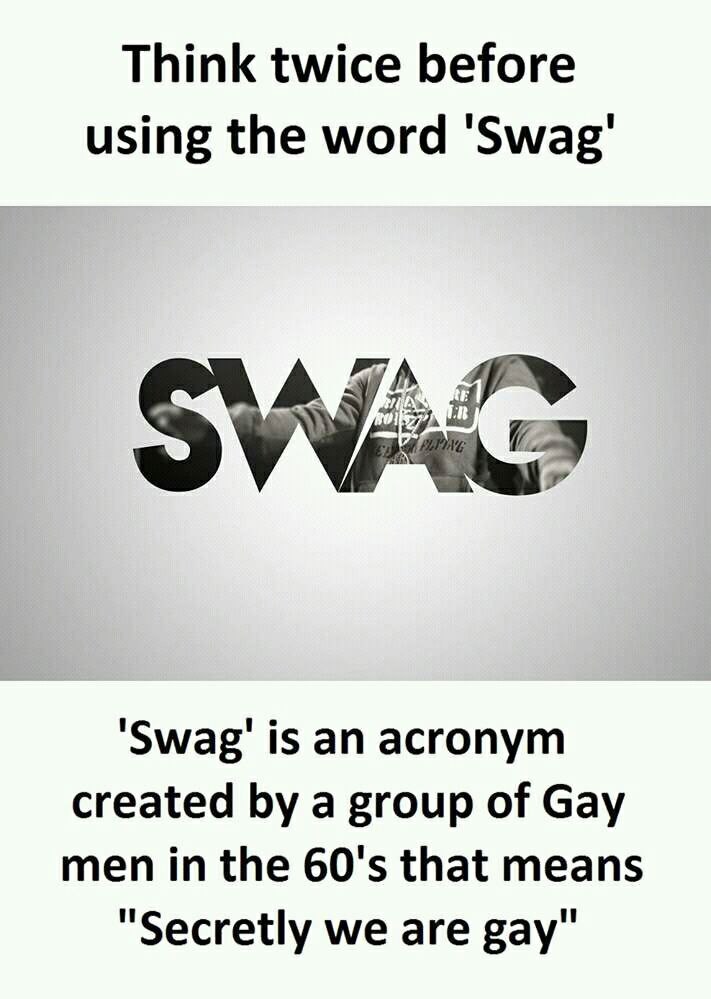 Think twice before
using the word 'Swag'
SWAG
'Swag' is an acronym
created by a group of Gay
men in the 60's that means
"Secretly we are gay"